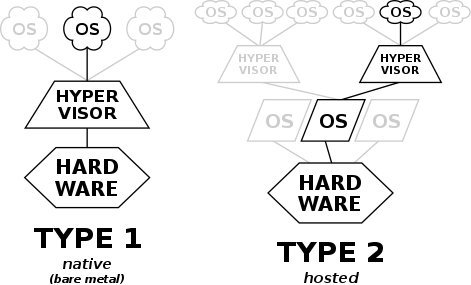 OS OS OS
HYPER
VISOR
HARD
WARE
TYPE 1
native
(bare metal)
OS OS OS OS OS OS
HYPER
VISOR
HYPER
VISOR
OS OS OS
HARD
WARE
TYPE 2
hosted